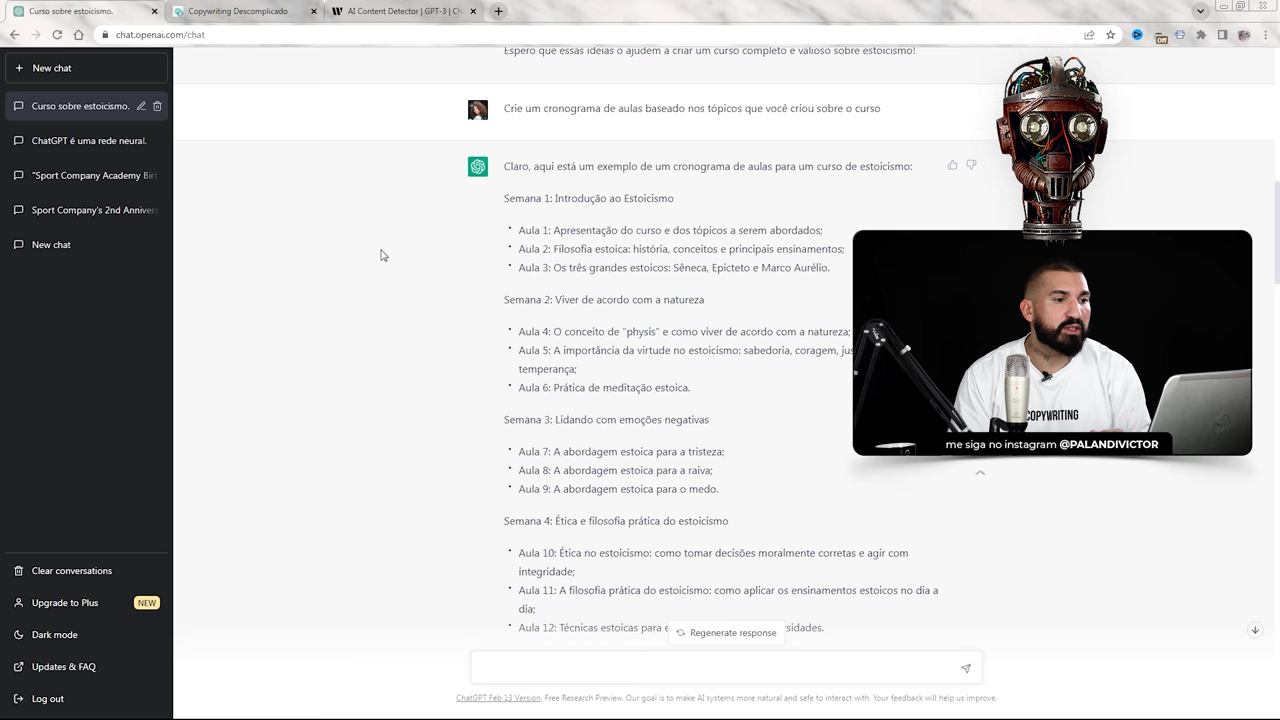 Curso sobre estoicismo.
Copywriting Descomplicado
AI Content Detector | GPT-3 | Ch
chat.openai.com/chat
Off
New chat
Curso sobre estoicismo.
ChatGPT é uma rede neural.
Sport Company Academy Birt
Sport Company's 2nd Annivers
New chat
Clear conversations
Upgrade to Plus NEW
Dark mode
Updates & FAQ
Log out
Espero que essas ideias o ajudem a criar um curso completo e valioso sobre estoicismo!
Crie um cronograma de aulas baseado nos tópicos que você criou sobre o curso
Claro, aqui está um exemplo de um cronograma de aulas para um curso de estoicismo:
Semana 1: Introdução ao Estoicismo
Aula 1: Apresentação do curso e dos tópicos a serem abordados;
Aula 2: Filosofia estoica: história, conceitos e principais ensinamentos;
Aula 3: Os três grandes estoicos: Sêneca, Epicteto e Marco Aurélio.
Semana 2: Viver de acordo com a natureza
Aula 4: O conceito de "physis" e como viver de acordo com a natureza;
Aula 5: A importância da virtude no estoicismo: sabedoria, coragem, jus
temperança;
Aula 6: Prática de meditação estoica.
Semana 3: Lidando com emoções negativas
Aula 7: A abordagem estoica para a tristeza;
Aula 8: A abordagem estoica para a raiva;
Aula 9: A abordagem estoica para o medo.
Semana 4: Ética e filosofia prática do estoicismo
Aula 10: Ética no estoicismo: como tomar decisões moralmente corretas e agir com
integridade;
Aula 11: A filosofia prática do estoicismo: como aplicar os ensinamentos estoicos no dia a
dia;
Aula 12: Técnicas estoicas para e
sidades.
Regenerate response
ChatGPT Feb 13 Version. Free Research Preview. Our goal is to make AI systems more natural and safe to interact with. Your feedback will help us improve.
COPYWRITING
me siga no instagram @PALANDIVICTOR